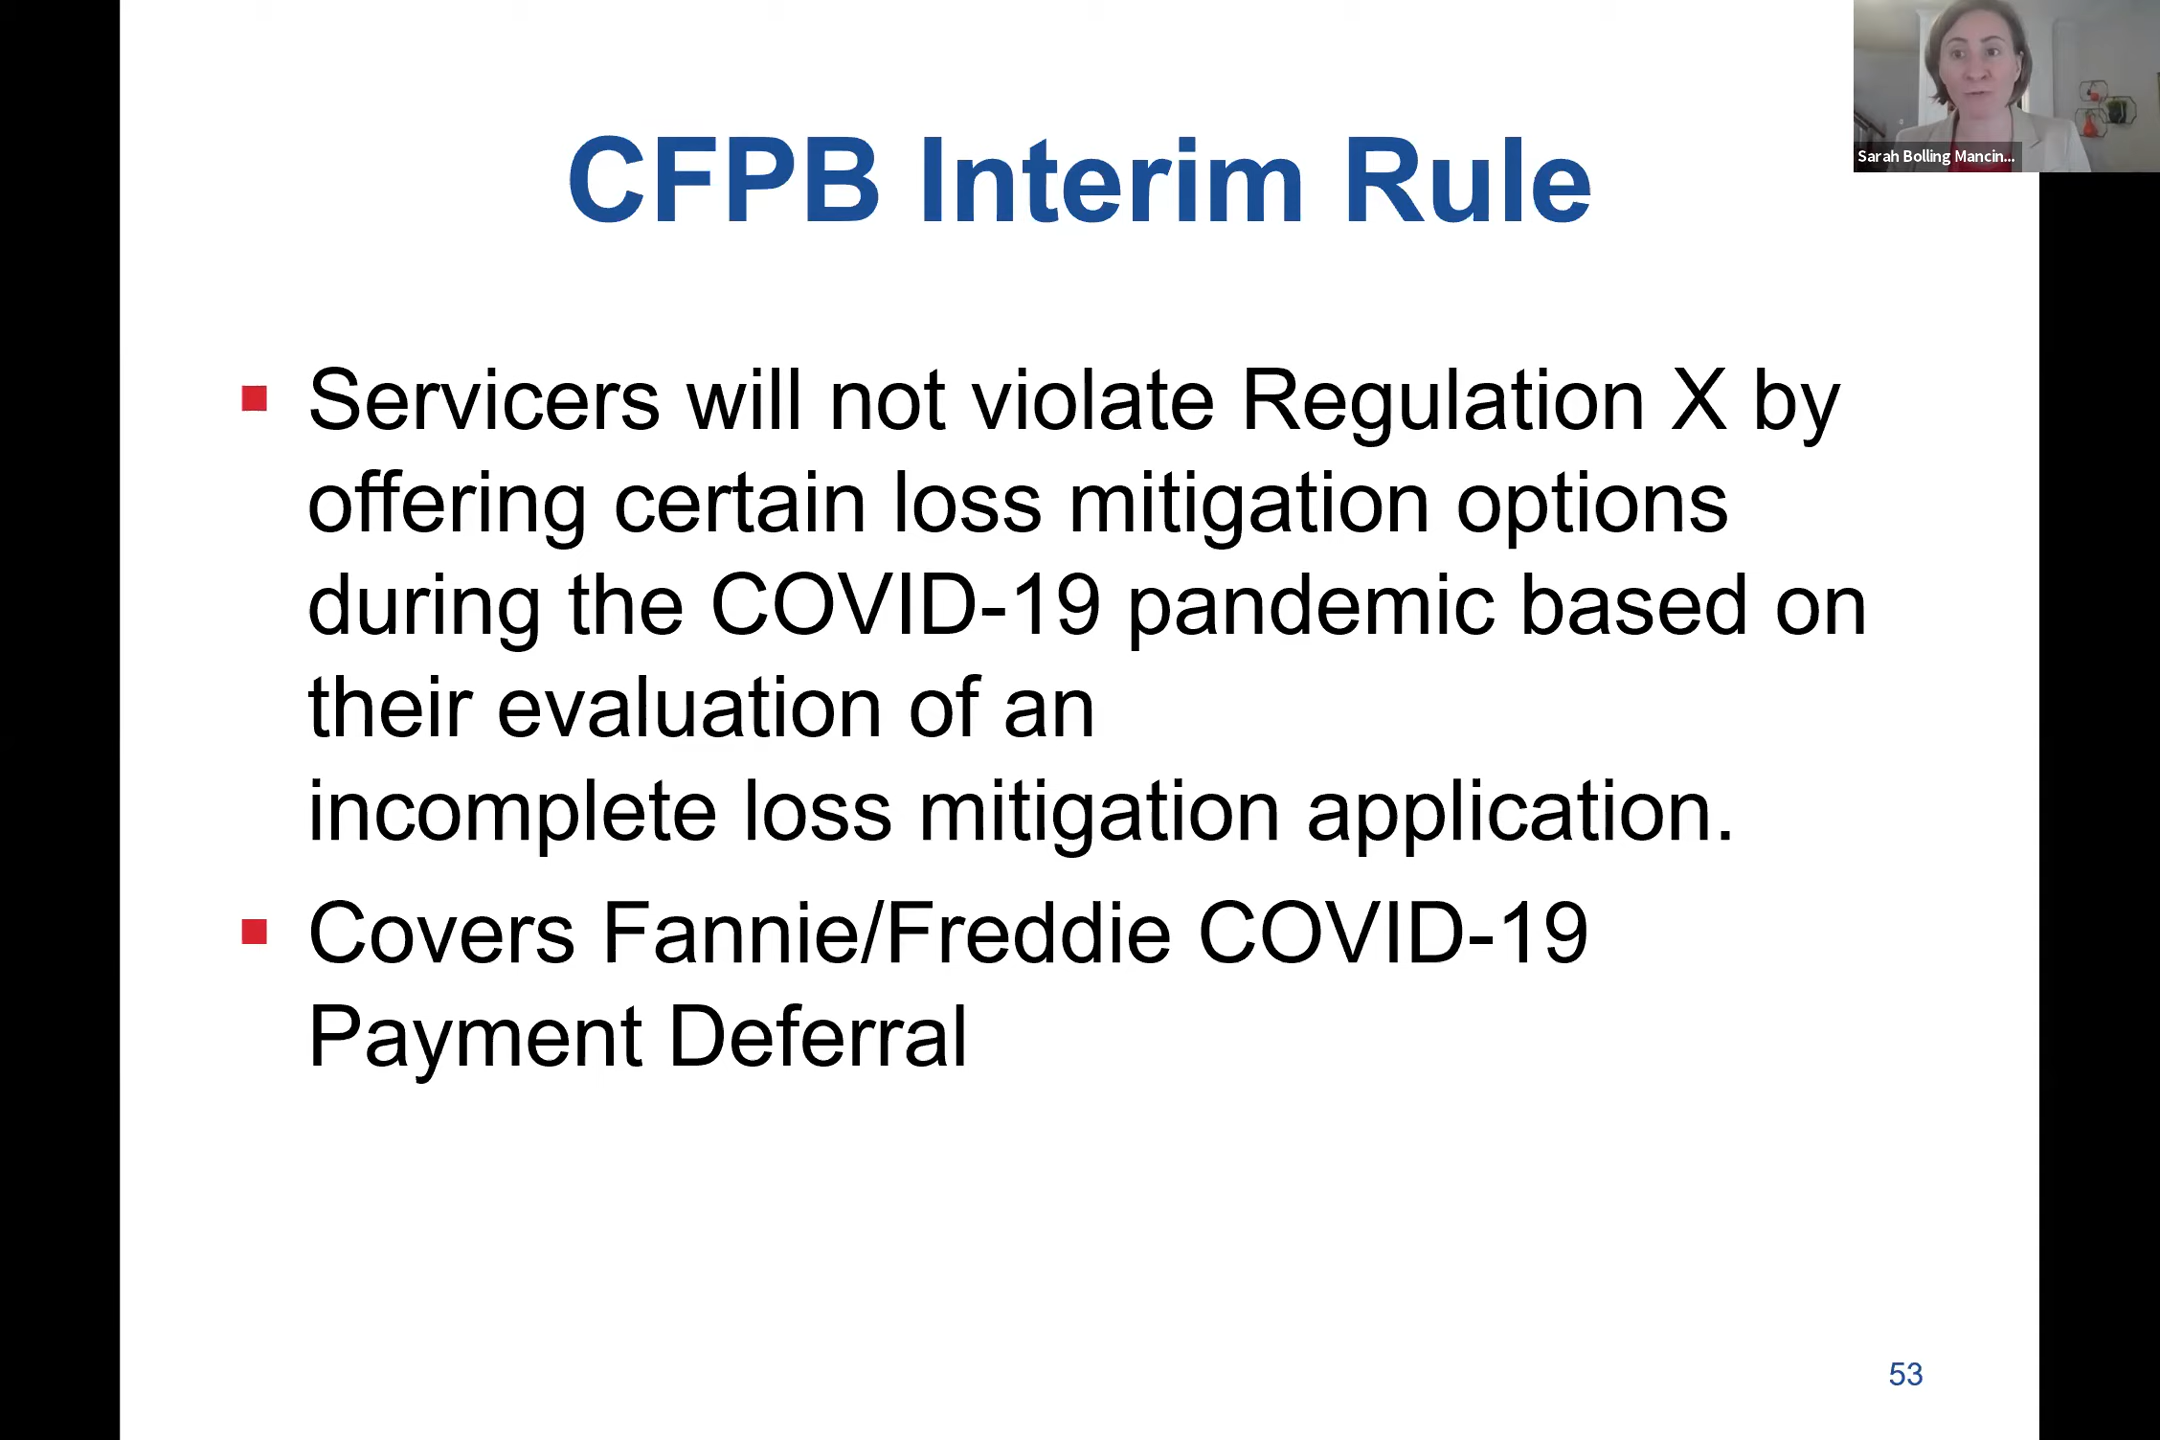 CFPB Interim Rule
Sarah Bolling Mancin...
Servicers will not violate Regulation X by
offering certain loss mitigation options
during the COVID-19 pandemic based on
their evaluation of an
incomplete loss mitigation application.
Covers Fannie/Freddie COVID-19
Payment Deferral
53